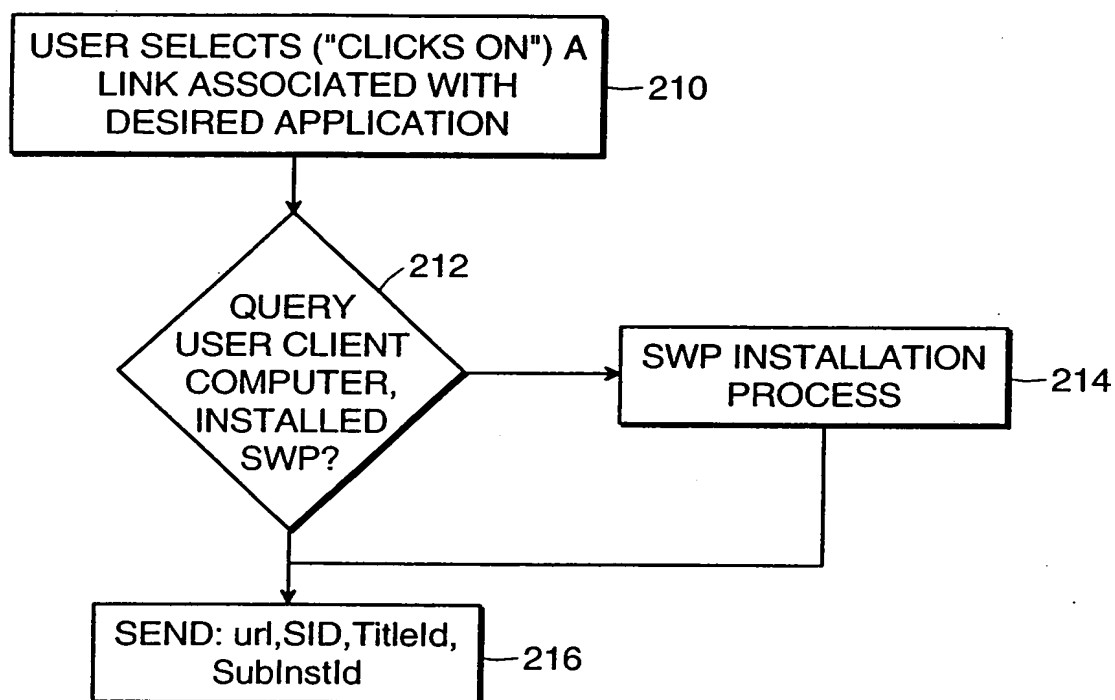 USER SELECTS ("CLICKS ON") A
LINK ASSOCIATED WITH
DESIRED APPLICATION
210
212
QUERY
USER CLIENT
COMPUTER,
INSTALLED
SWP?
SWP INSTALLATION
PROCESS
214
SEND: url,SID,TitleId,
SubInstId
216